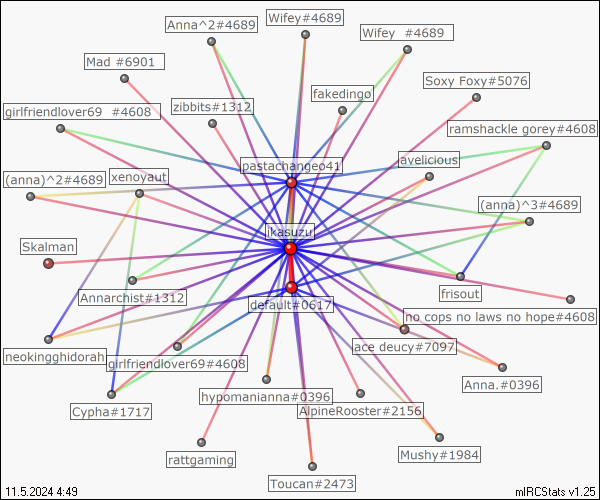 Anna^2#4689
Wifey#4689
Wifey  #4689
Mad #6901
Soxy Foxy#5076
fakedingø
zibbits#1312
girlfriendlover69  #4608
ramshackle gorey#4608
pastachangeo41
avelicious
(anna)^2#4689
xenoyaut
(anna)^3#4689
ikasuzu
Skalman
Annarchist#1312
frisout
default#0617
no cops no laws no hope#4608
neokingghidorah
girlfriendlover69#4608
ace deucy#7097
Anna.#0396
hypomanianna#0396
Cypha#1717
AlpineRooster#2156
rattgaming
Mushy#1984
Toucan#2473
11.5.2024 4:49
mIRCStats v1.25